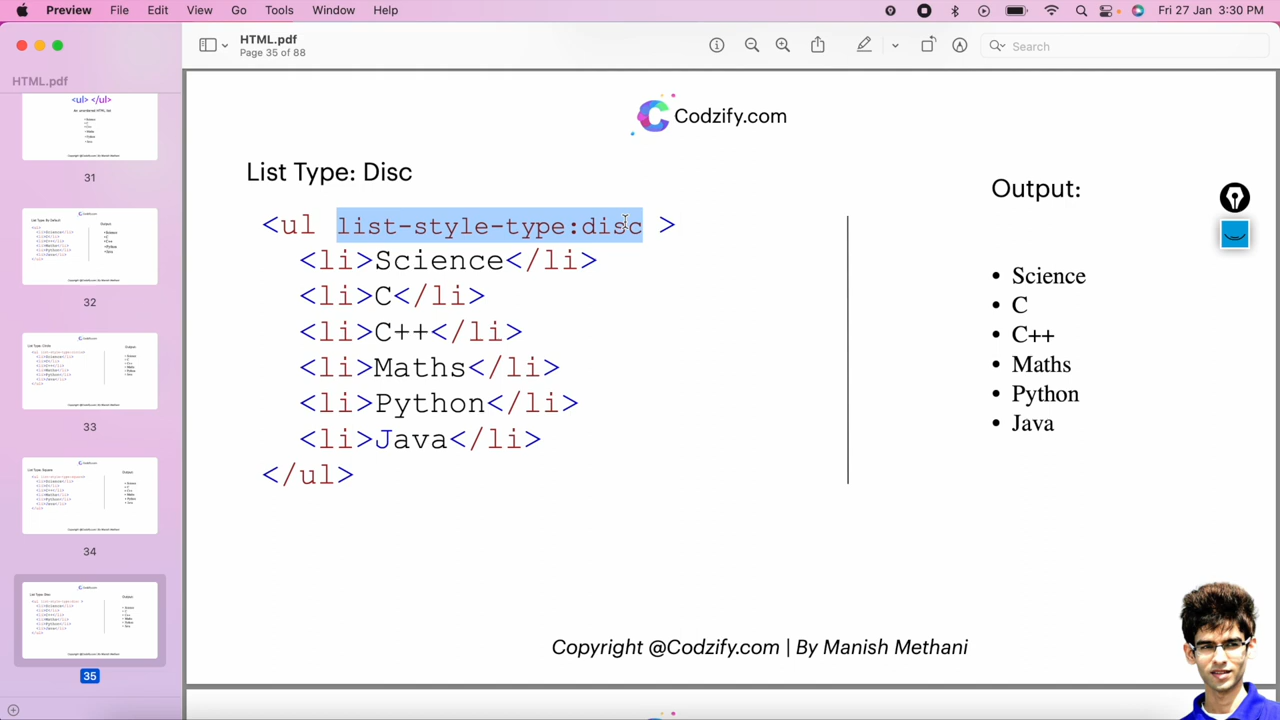 Preview File Edit View Go Tools Window Help Fri 27 Jan 3:30 PM
HTML.pdf
Page 35 of 88
Search
HTML.pdf
<ul> </ul>
31
32
33
34
35
Codzify.com
List Type: Disc
<ul list-style-type:disc >
<li>Science</li>
<li>C</li>
<li>C++</li>
<li>Maths</li>
<li>Python</li>
<li>Java</li>
</ul>
Output:
• Science
• C
• C++
• Maths
• Python
• Java
Copyright @Codzify.com | By Manish Methani